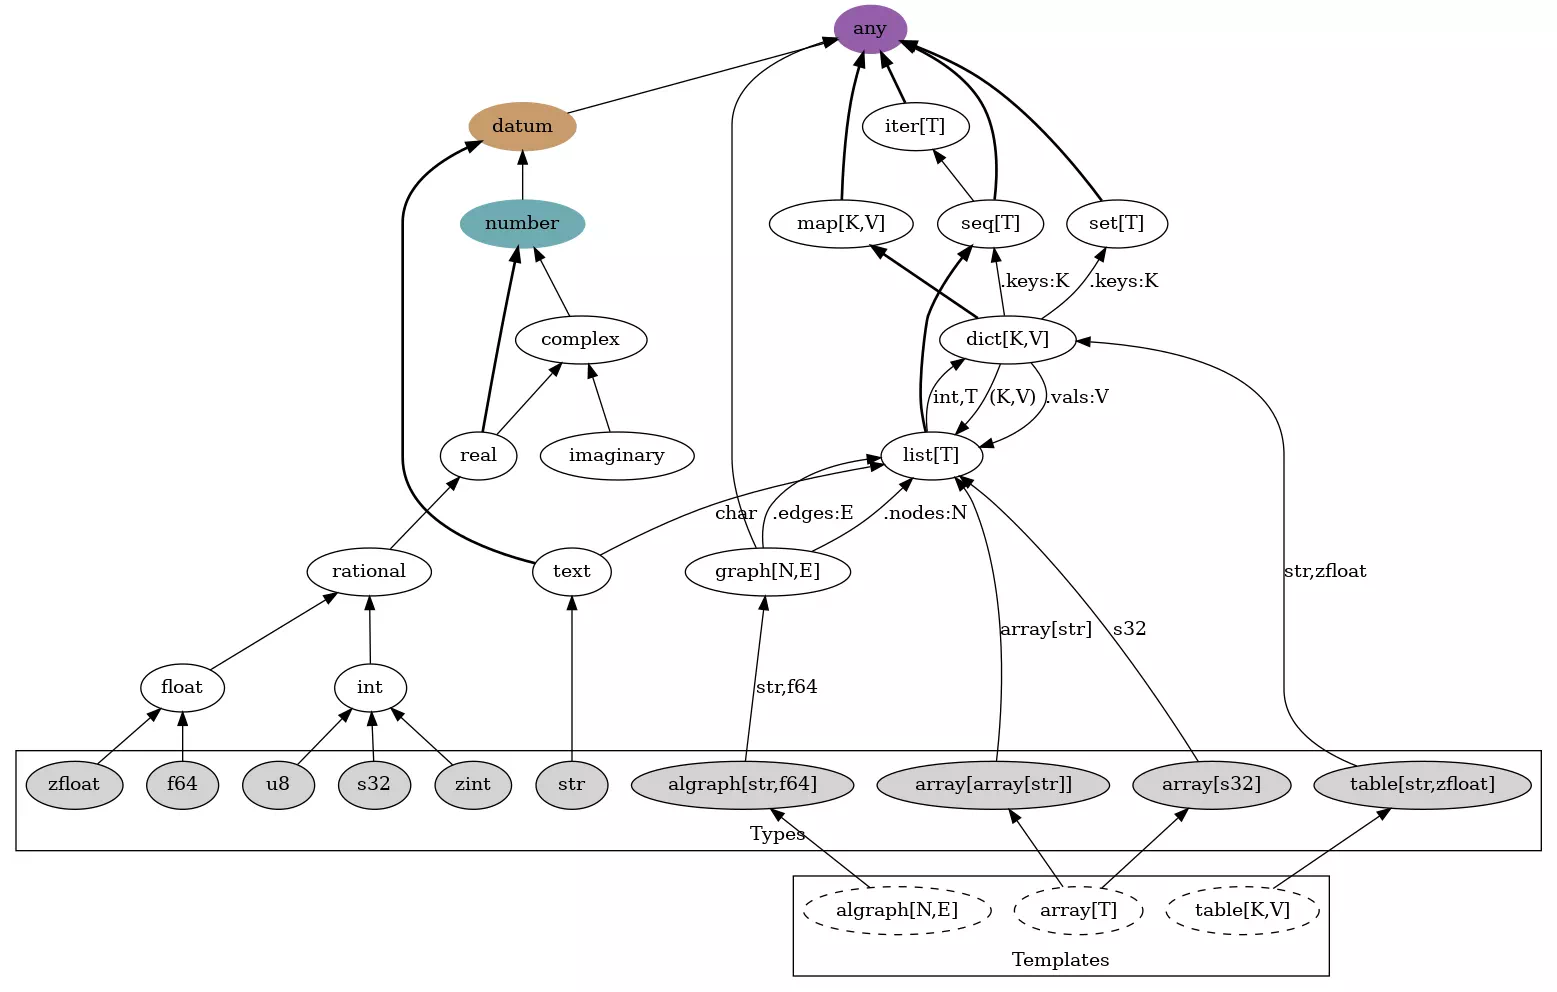 any
datum
iter[T]
number
map[K,V]
seq[T]
set[T]
.keys:K
.keys:K
complex
dict[K,V]
int,T
(K,V)
.vals:V
real
imaginary
list[T]
char
.edges:E
.nodes:N
rational
text
graph[N,E]
str,zfloat
array[str]
s32
float
int
str,f64
zfloat
f64
u8
s32
zint
str
algraph[str,f64]
array[array[str]]
array[s32]
table[str,zfloat]
Types
algraph[N,E]
array[T]
table[K,V]
Templates